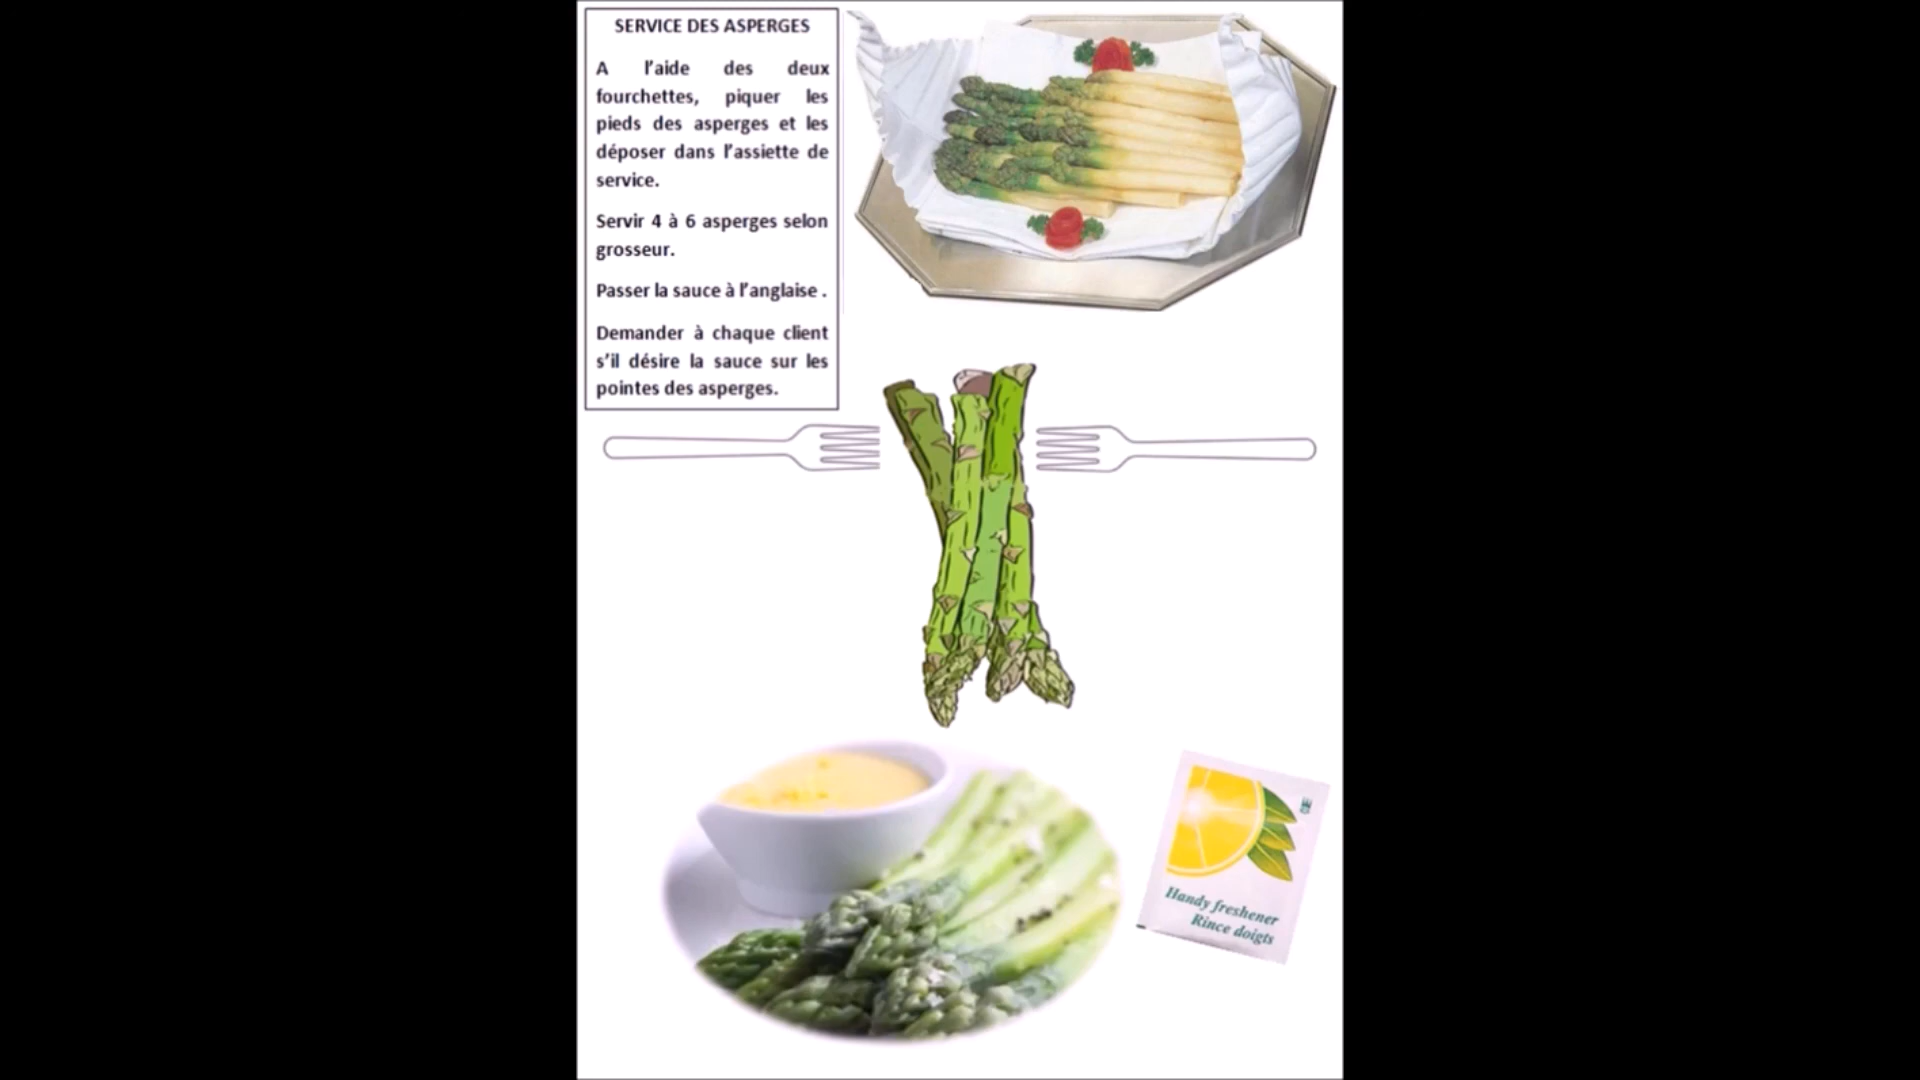 SERVICE DES ASPERGES
A l'aide des deux
fourchettes, piquer les
pieds des asperges et les
déposer dans l'assiette de
service.
Servir 4 à 6 asperges selon
grosseur.
Passer la sauce à l'anglaise .
Demander à chaque client
s'il désire la sauce sur les
pointes des asperges.
Handy freshener
Rince doigts